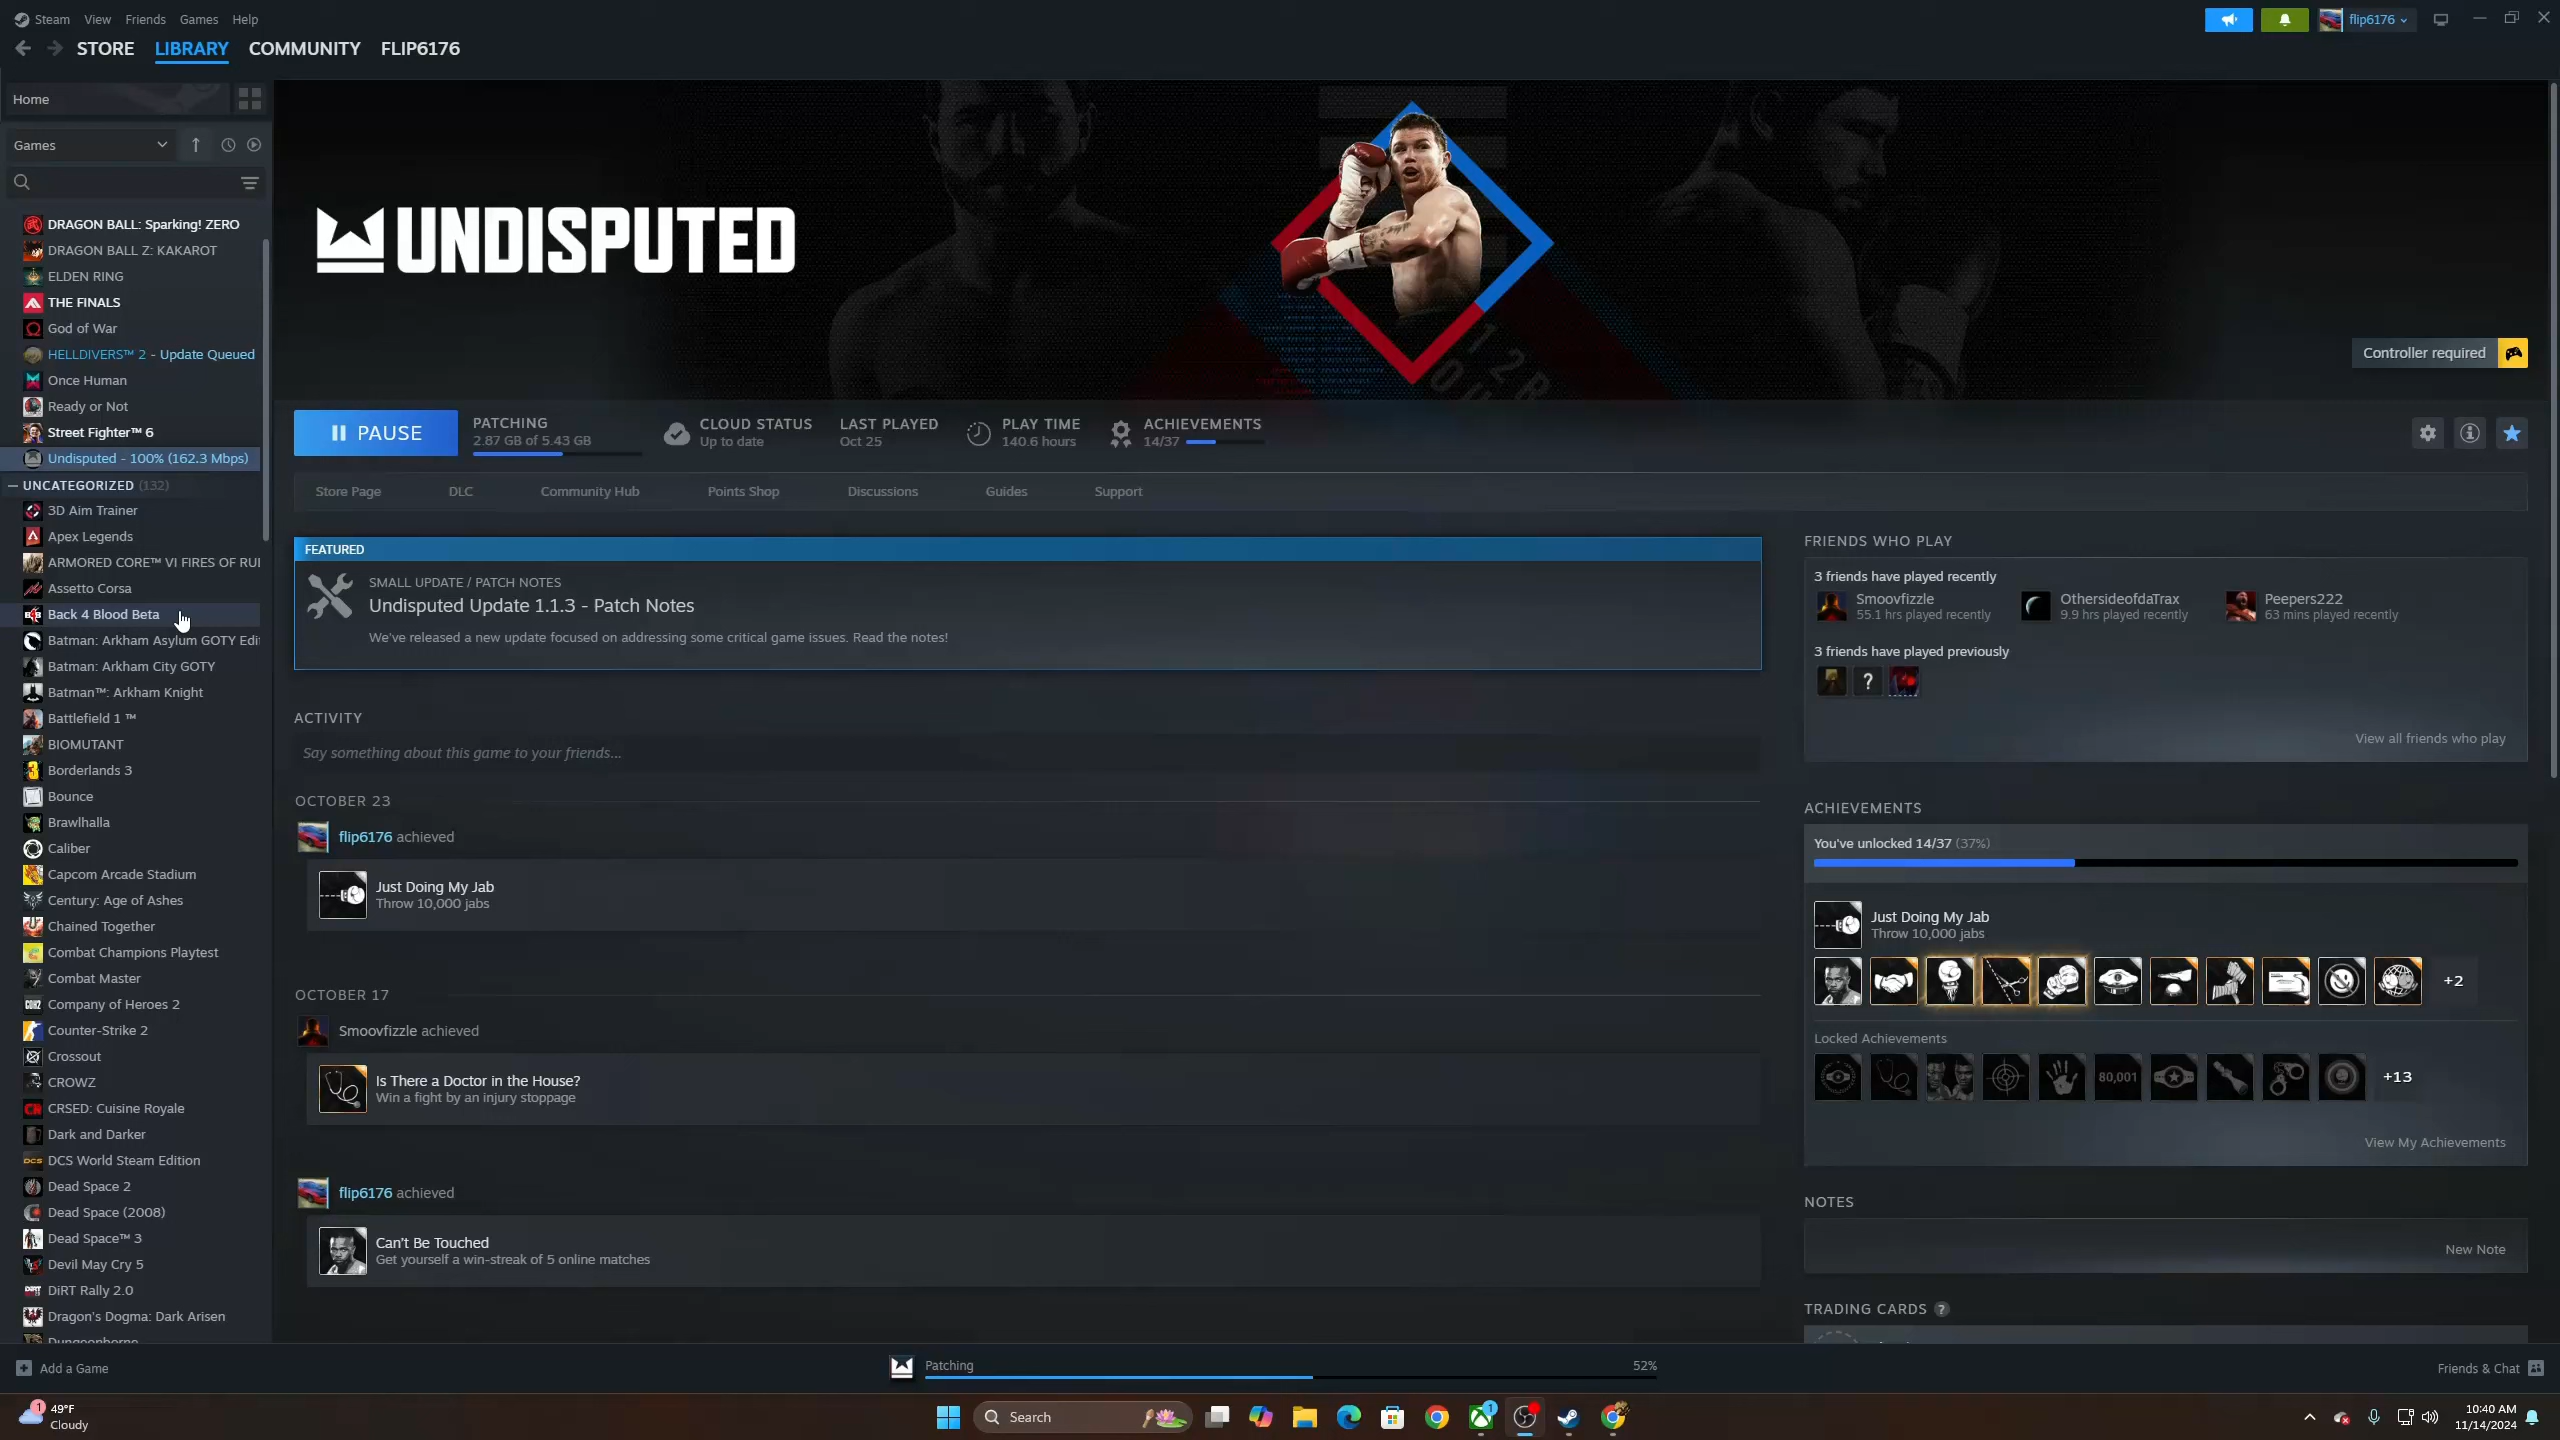 Steam View Friends Games Help
flip6176
STORE LIBRARY COMMUNITY FLIP6176
Home
Games
DRAGON BALL: Sparking! ZERO
DRAGON BALL Z: KAKAROT
ELDEN RING
THE FINALS
God of War
HELLDIVERS™ 2 - Update Queued
Once Human
Ready or Not
Street Fighter™ 6
Undisputed - 100% (162.3 Mbps)
UNCATEGORIZED (132)
3D Aim Trainer
Apex Legends
ARMORED CORE™ VI FIRES OF RUI
Assetto Corsa
Back 4 Blood Beta
Batman: Arkham Asylum GOTY Edi
Batman: Arkham City GOTY
Batman™: Arkham Knight
Battlefield 1 ™
BIOMUTANT
Borderlands 3
Bounce
Brawlhalla
Caliber
Capcom Arcade Stadium
Century: Age of Ashes
Chained Together
Combat Champions Playtest
Combat Master
Company of Heroes 2
Counter-Strike 2
Crossout
CROWZ
CRSED: Cuisine Royale
Dark and Darker
DCS World Steam Edition
Dead Space 2
Dead Space (2008)
Dead Space™ 3
Devil May Cry 5
DiRT Rally 2.0
Dragon's Dogma: Dark Arisen
Dungeonborne
UNDISPUTED
Controller required
PAUSE
PATCHING
2.87 GB of 5.43 GB
CLOUD STATUS
Up to date
LAST PLAYED
Oct 25
PLAY TIME
140.6 hours
ACHIEVEMENTS
14/37
Store Page DLC Community Hub Points Shop Discussions Guides Support
FEATURED
SMALL UPDATE / PATCH NOTES
Undisputed Update 1.1.3 - Patch Notes
We've released a new update focused on addressing some critical game issues. Read the notes!
ACTIVITY
Say something about this game to your friends...
OCTOBER 23
flip6176 achieved
Just Doing My Jab
Throw 10,000 jabs
OCTOBER 17
Smoovfizzle achieved
Is There a Doctor in the House?
Win a fight by an injury stoppage
flip6176 achieved
Can't Be Touched
Get yourself a win-streak of 5 online matches
FRIENDS WHO PLAY
3 friends have played recently
Smoovfizzle
55.1 hrs played recently
OthersideofdaTrax
9.9 hrs played recently
Peepers222
63 mins played recently
3 friends have played previously
?
View all friends who play
ACHIEVEMENTS
You've unlocked 14/37 (37%)
Just Doing My Jab
Throw 10,000 jabs
+2
Locked Achievements
80,001
+13
View My Achievements
NOTES
New Note
TRADING CARDS ?
Add a Game
Patching 52%
Friends & Chat
1
49°F
Cloudy
Search
1
10:40 AM
11/14/2024